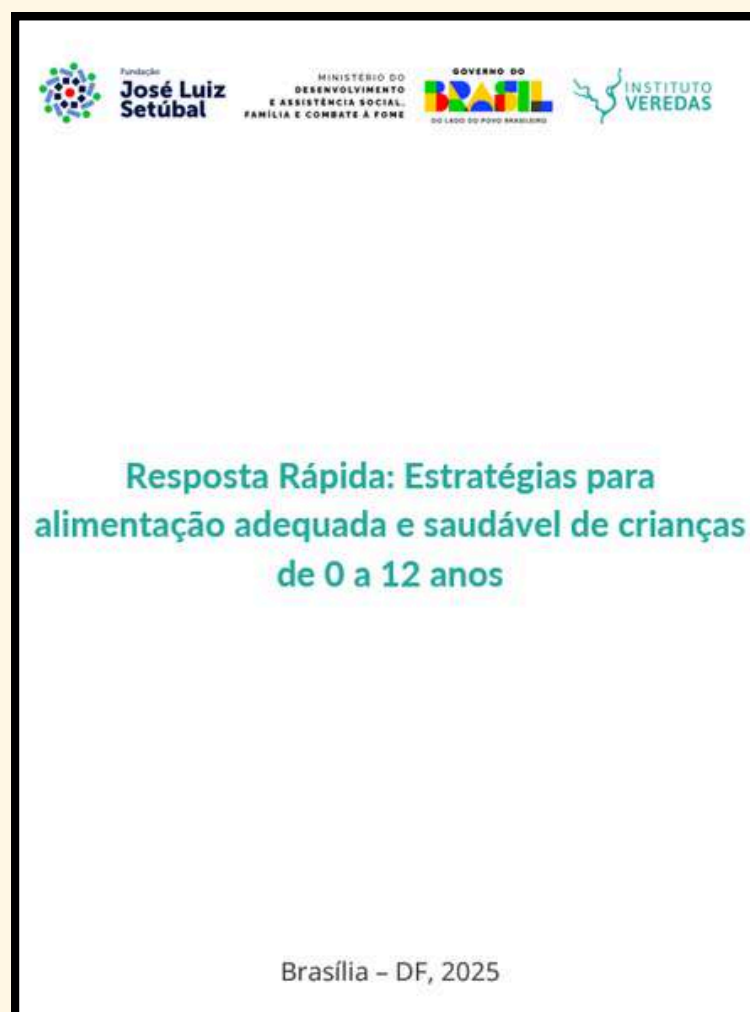 Fundação
José Luiz
Setúbal
MINISTÉRIO DO
DESENVOLVIMENTO
E ASSISTÊNCIA SOCIAL,
FAMÍLIA E COMBATE À FOME
GOVERNO DO
BRASIL
DO LADO DO POVO BRASILEIRO
INSTITUTO
VEREDAS
Resposta Rápida: Estratégias para
alimentação adequada e saudável de crianças
de 0 a 12 anos
Brasília – DF, 2025